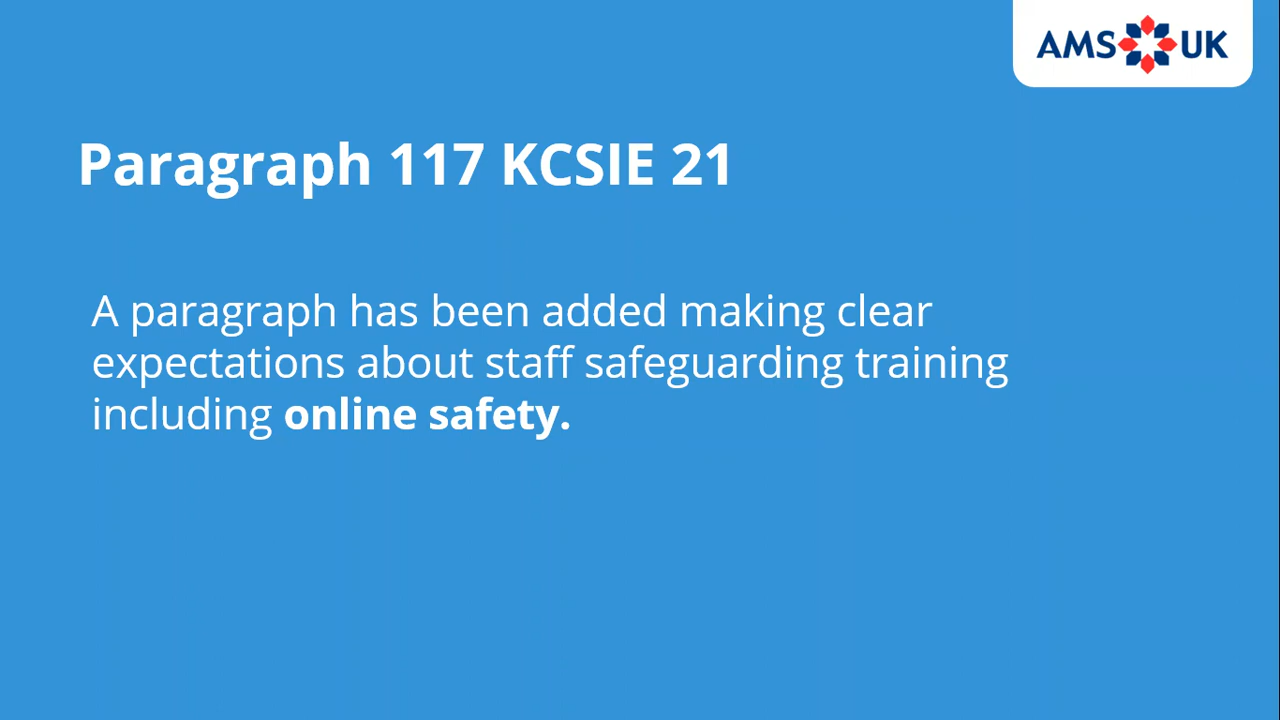 AMS UK
Paragraph 117 KCSIE 21
A paragraph has been added making clear
expectations about staff safeguarding training
including online safety.